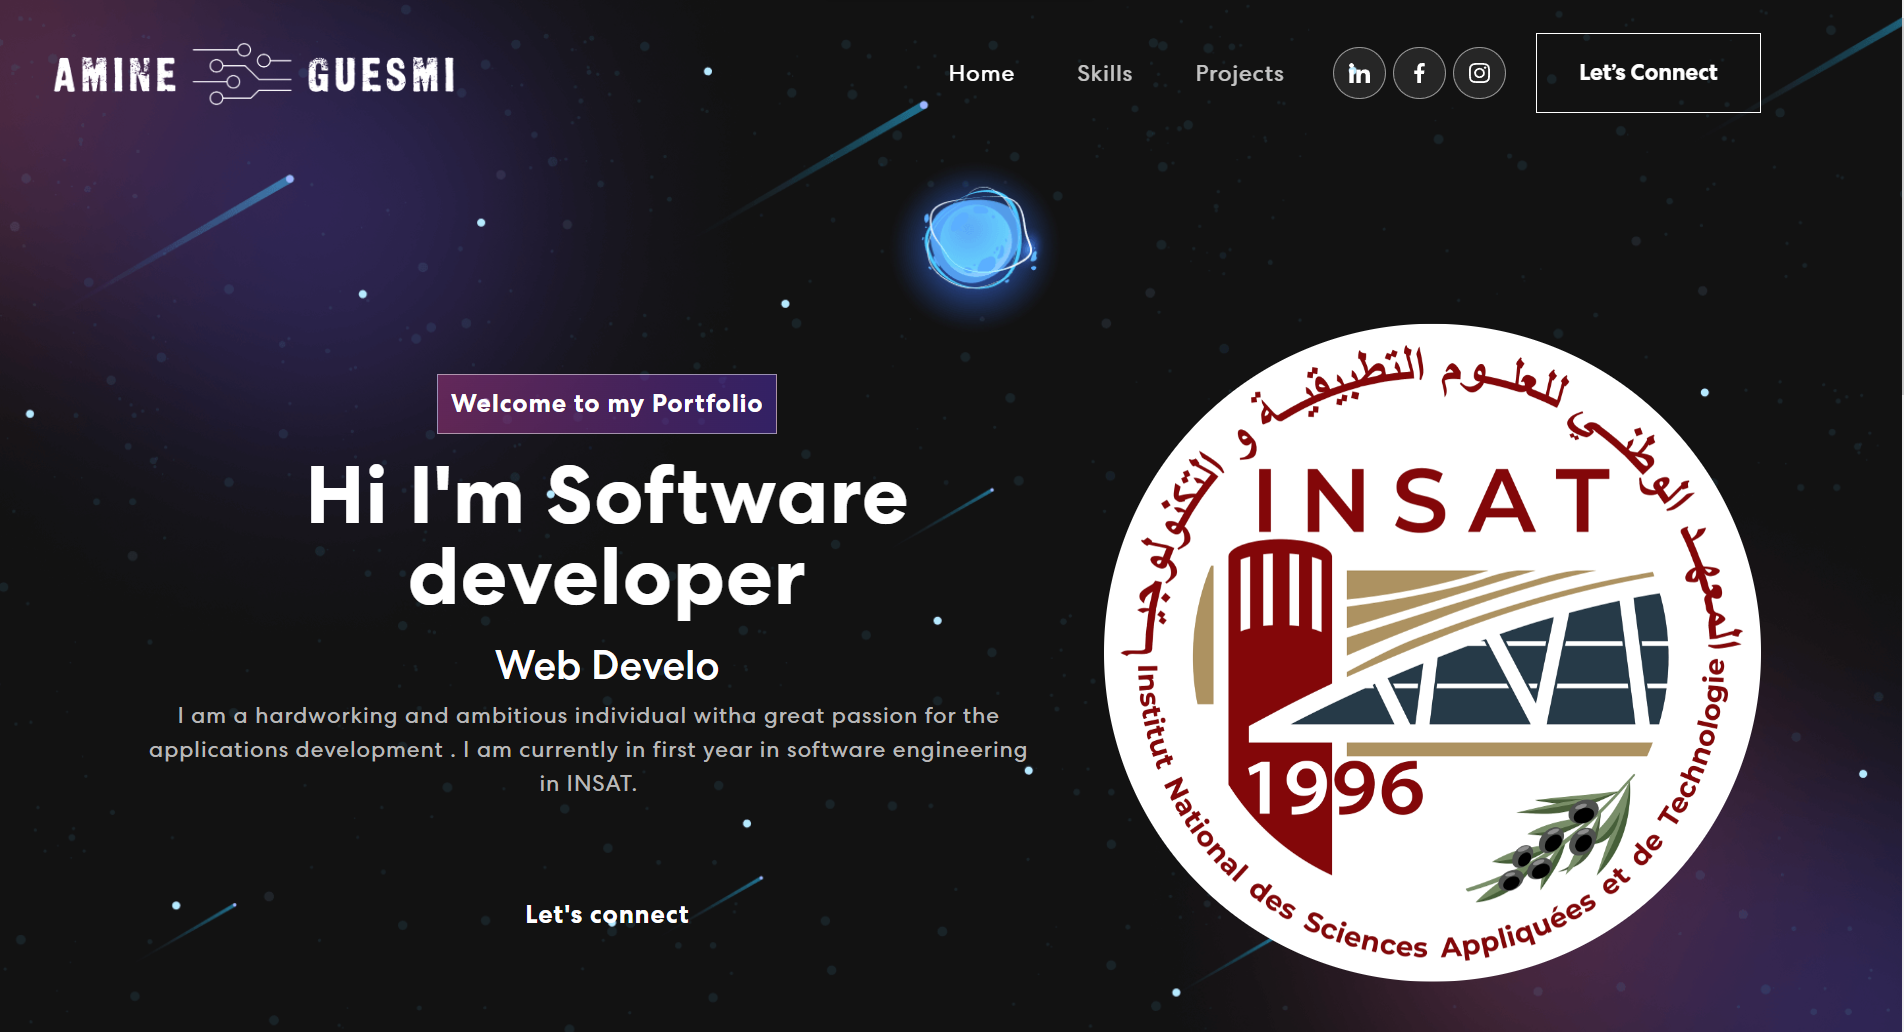 AMINE GUESMI
Home
Skills
Projects
in
f
Let's Connect
Welcome to my Portfolio
Hi I'm Software
developer
Web Develo
I am a hardworking and ambitious individual witha great passion for the
applications development . I am currently in first year in software engineering
in INSAT.
Let's connect
المعهد الوطني للعلوم التطبيقية و التكنولوجيا
INSAT
1996
Institut National des Sciences Appliquées et de Technologie